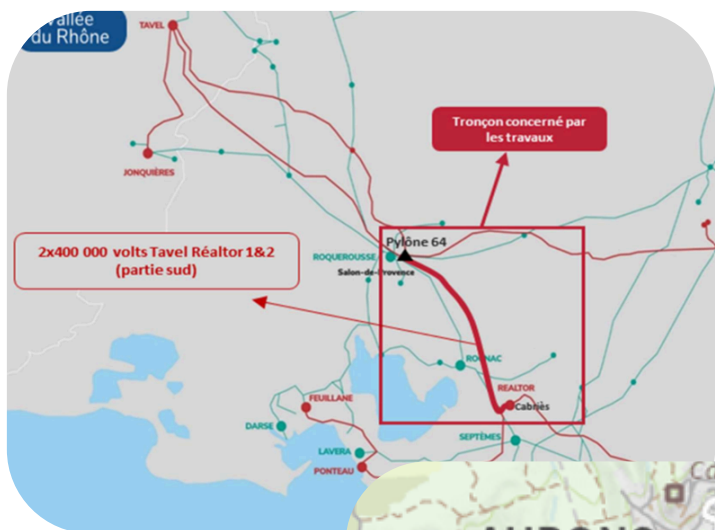 Vallée
du Rhône
TAVEL
Tronçon concerné par
les travaux
JONQUIÈRES
2x400 000 volts Tavel Réaltor 1&2
(partie sud)
Pylône 64
ROQUEROUSSE
Salon-de-Provence
ROGNAC
REALTOR
Cabriès
FEUILLANE
DARSE
SEPTÈMES
LAVERA
PONTEAU